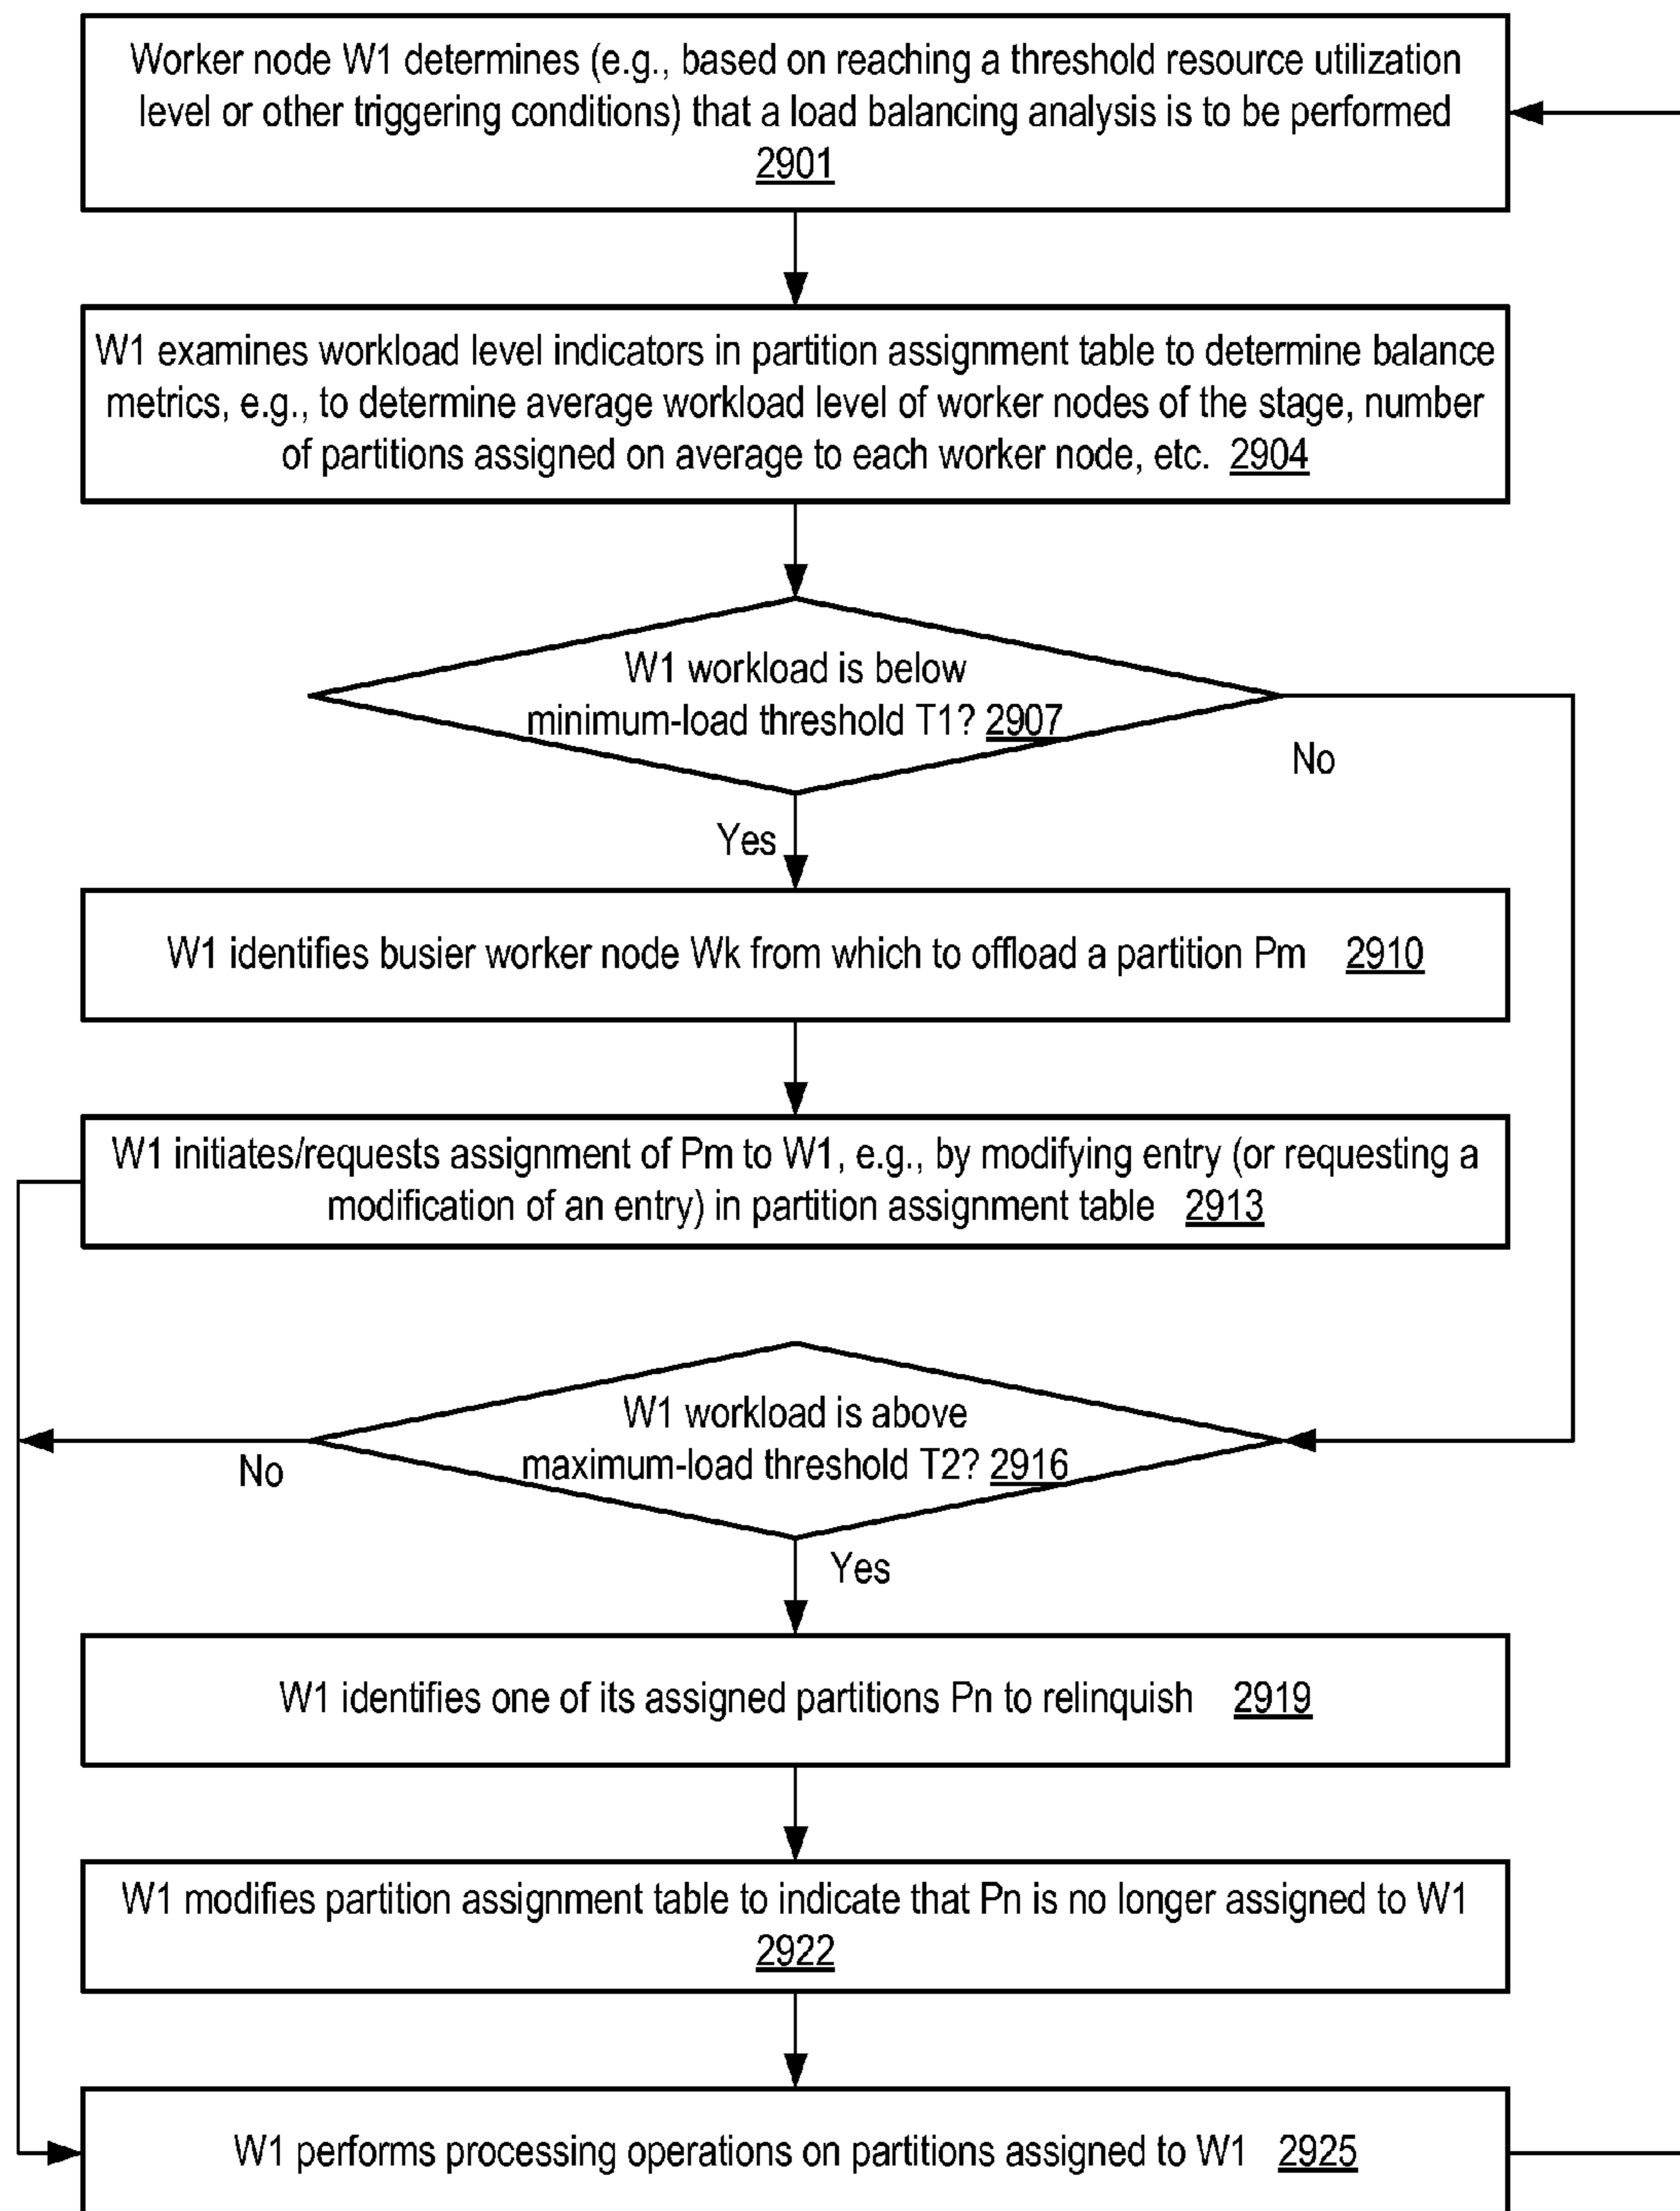 Worker node W1 determines (e.g., based on reaching a threshold resource utilization
level or other triggering conditions) that a load balancing analysis is to be performed
2901
W1 examines workload level indicators in partition assignment table to determine balance
metrics, e.g., to determine average workload level of worker nodes of the stage, number
of partitions assigned on average to each worker node, etc. 2904
W1 workload is below
minimum-load threshold T1? 2907
No
Yes
W1 identifies busier worker node Wk from which to offload a partition Pm 2910
W1 initiates/requests assignment of Pm to W1, e.g., by modifying entry (or requesting a
modification of an entry) in partition assignment table 2913
W1 workload is above
maximum-load threshold T2? 2916
No
Yes
W1 identifies one of its assigned partitions Pn to relinquish 2919
W1 modifies partition assignment table to indicate that Pn is no longer assigned to W1
2922
W1 performs processing operations on partitions assigned to W1 2925